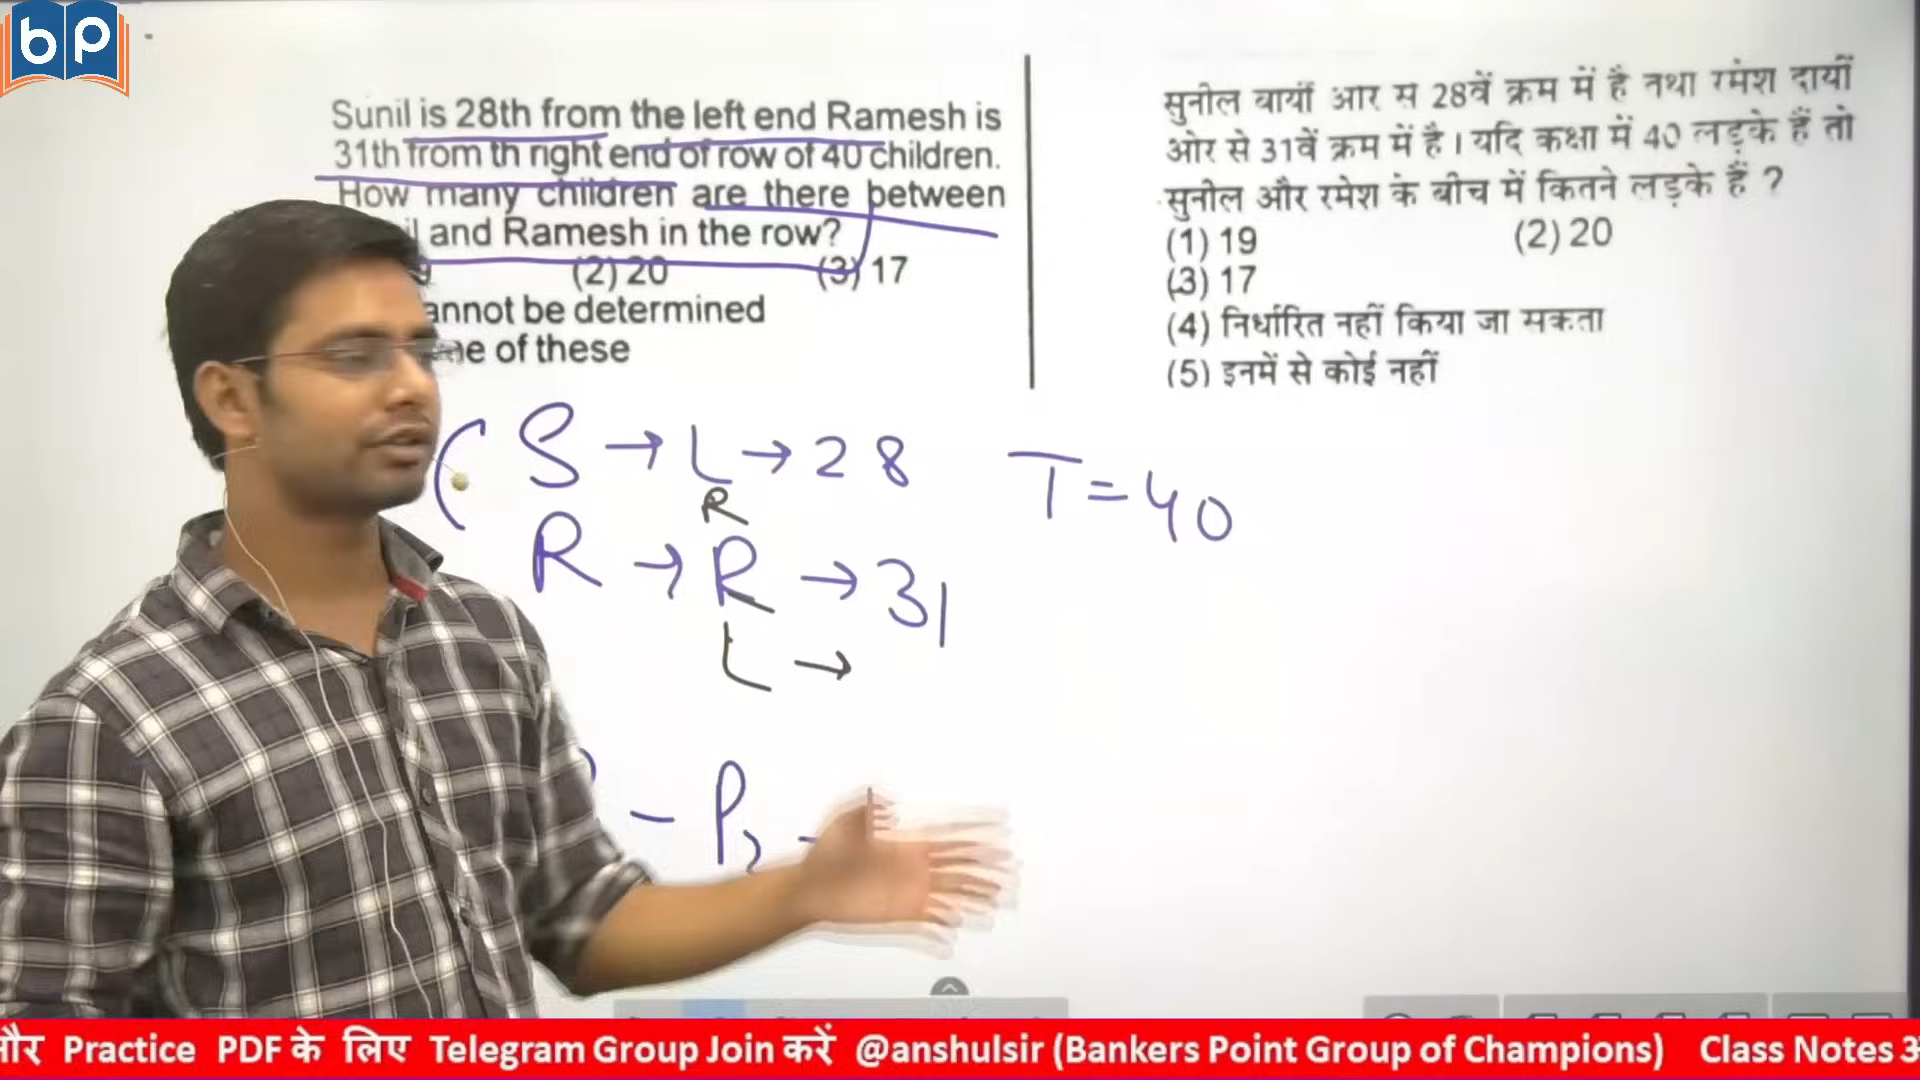 bp
Sunil is 28th from the left end Ramesh is
31th from th right end of row of 40 children.
How many children are there between
and Ramesh in the row?
(2) 20 (3) 17
annot be determined
of these
सुनील बायीं ओर से 28वें क्रम में है तथा रमेश दायीं
ओर से 31वें क्रम में है। यदि कक्षा में 40 लड़के हैं तो
सुनील और रमेश के बीच में कितने लड़के हैं ?
(1) 19 (2) 20
(3) 17
(4) निर्धारित नहीं किया जा सकता
(5) इनमें से कोई नहीं
S → L → 28
R
T = 40
R → R → 31
L →
- P₂ -
और Practice PDF के लिए Telegram Group Join करें @anshulsir (Bankers Point Group of Champions) Class Notes